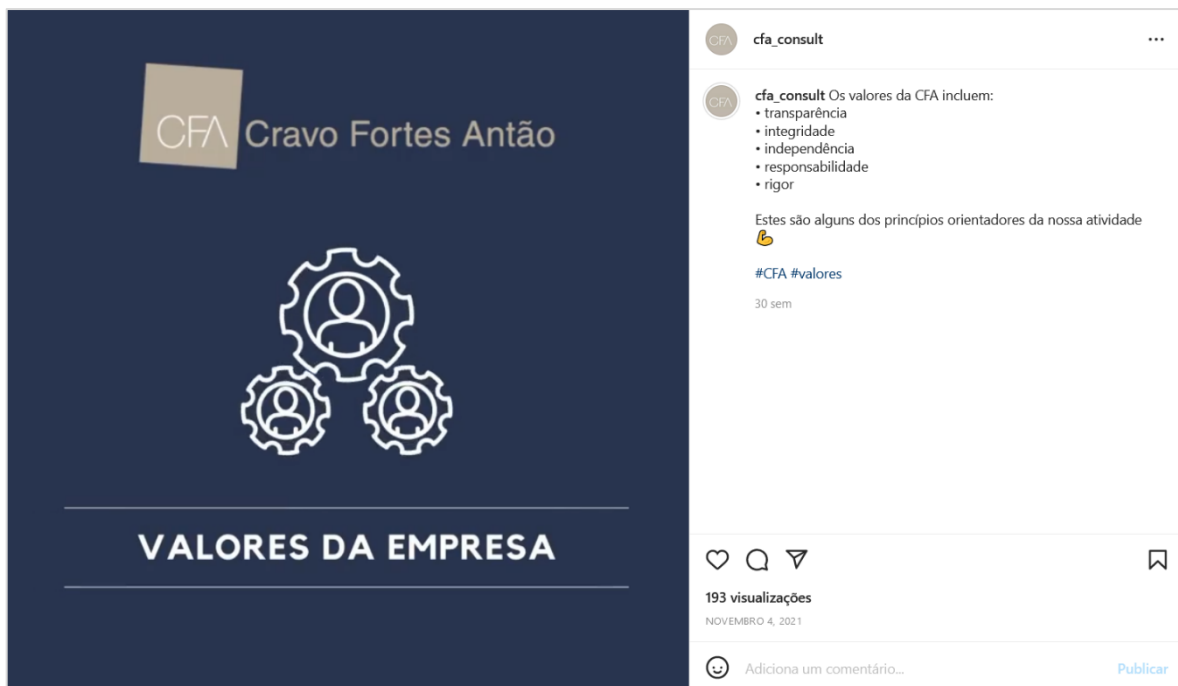 CFA Cravo Fortes Antão
VALORES DA EMPRESA
CFA cfa_consult
CFA cfa_consult Os valores da CFA incluem:
• transparência
• integridade
• independência
• responsabilidade
• rigor
Estes são alguns dos princípios orientadores da nossa atividade
💪
#CFA #valores
30 sem
193 visualizações
NOVEMBRO 4, 2021
Adiciona um comentário...
Publicar